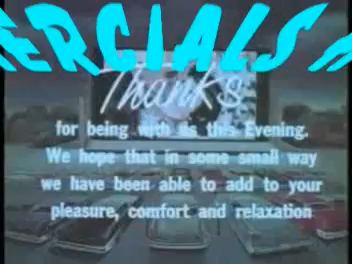 ERCIALS
Thanks
for being with us this Evening.
We hope that in some small way
we have been able to add to your
pleasure, comfort and relaxation